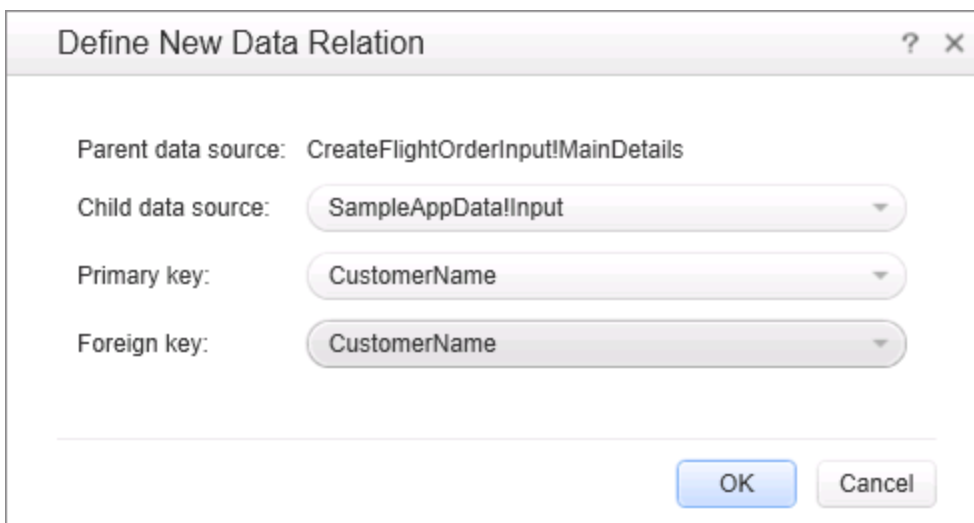 Define New Data Relation ? ×
Parent data source: CreateFlightOrderInput!MainDetails
Child data source: SampleAppData!Input
Primary key: CustomerName
Foreign key: CustomerName
OK Cancel